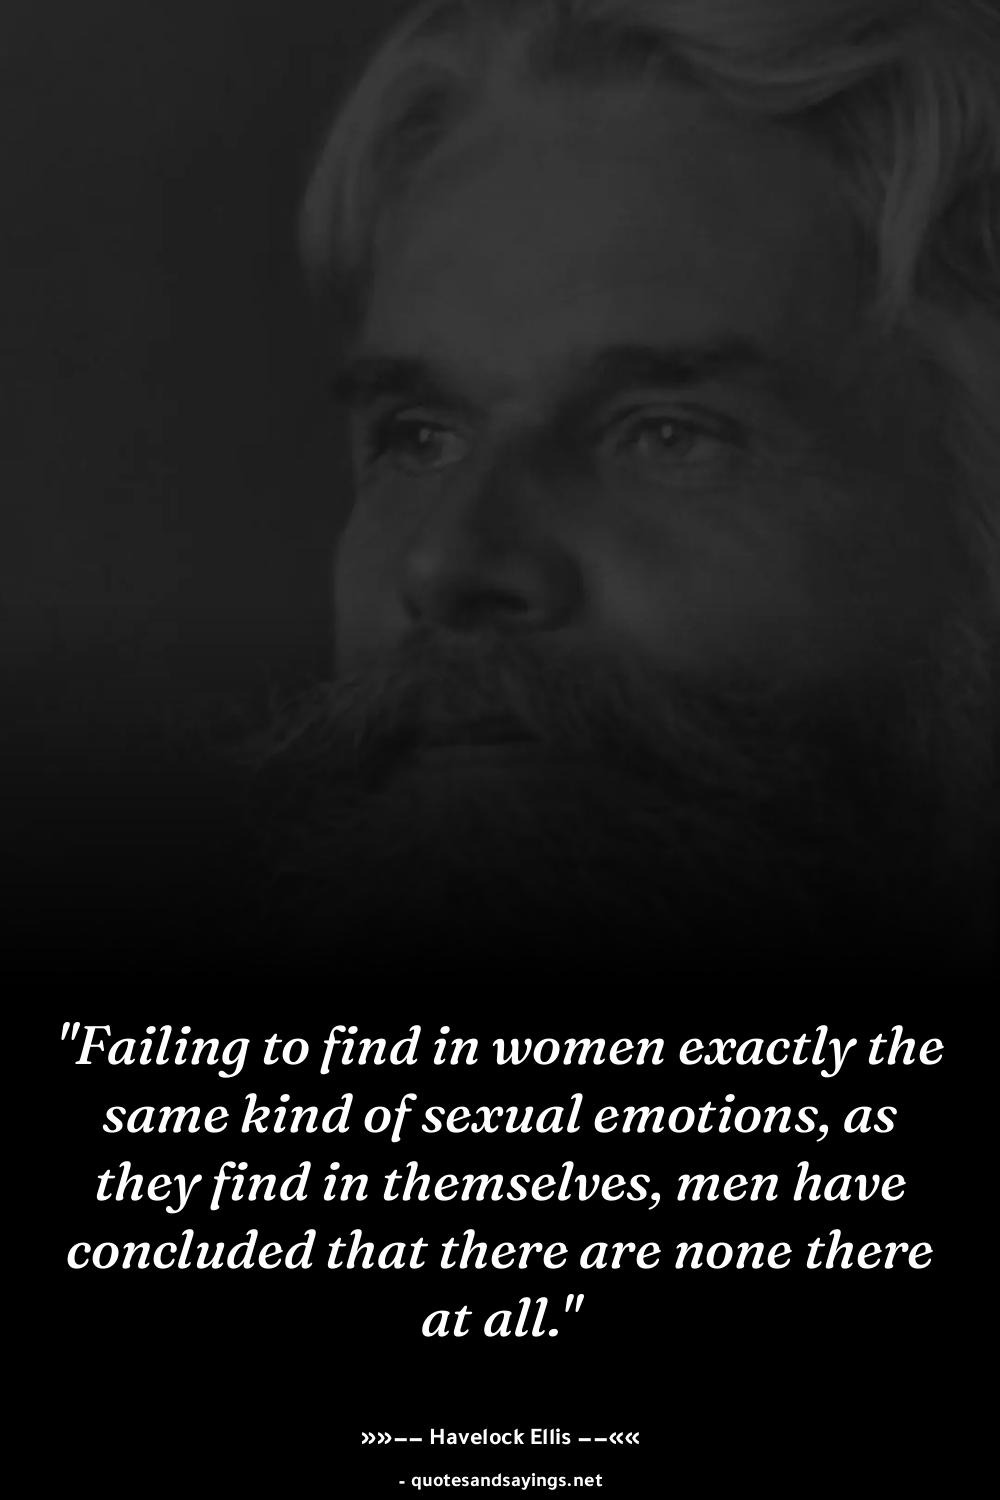 "Failing to find in women exactly the
same kind of sexual emotions, as
they find in themselves, men have
concluded that there are none there
at all."
»»−− Havelock Ellis −−««
- quotesandsayings.net